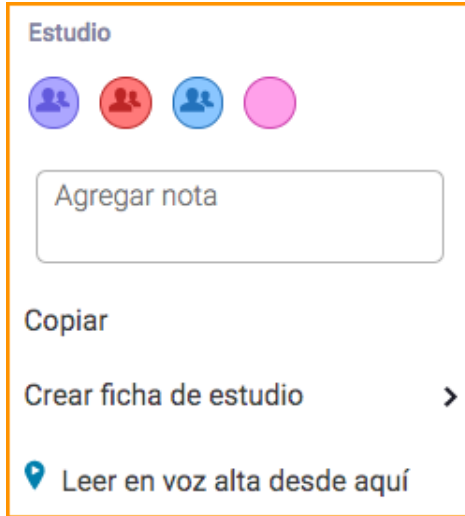 Estudio
Agregar nota
Copiar
Crear ficha de estudio
Leer en voz alta desde aquí